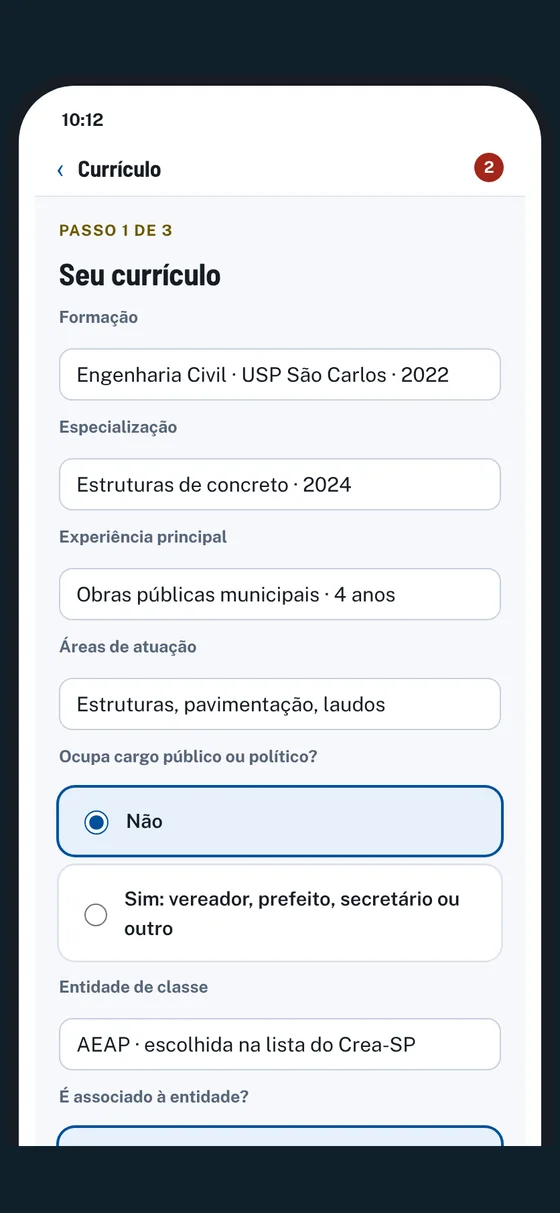 10:12
‹ Currículo
2
PASSO 1 DE 3
Seu currículo
Formação
Engenharia Civil · USP São Carlos · 2022
Especialização
Estruturas de concreto · 2024
Experiência principal
Obras públicas municipais · 4 anos
Áreas de atuação
Estruturas, pavimentação, laudos
Ocupa cargo público ou político?
Não
Sim: vereador, prefeito, secretário ou
outro
Entidade de classe
AEAP · escolhida na lista do Crea-SP
É associado à entidade?